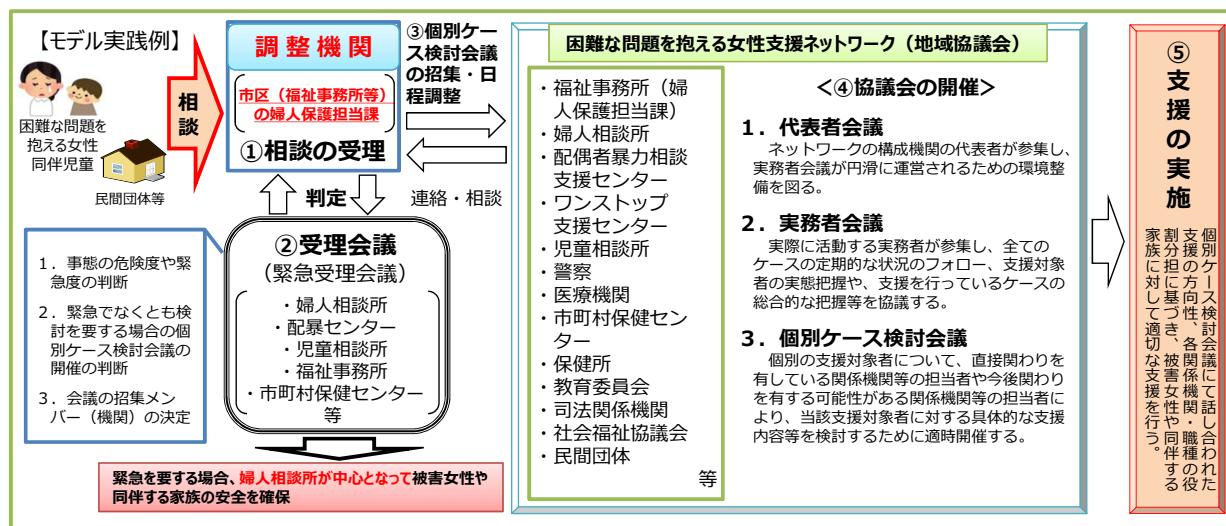 【モデル実践例】
困難な問題を
抱える女性
同伴児童
民間団体等
相談
調整機関
市区（福祉事務所等）
の婦人保護担当課
①相談の受理
③個別ケー
ス検討会議
の招集・日
程調整
判定
連絡・相談
②受理会議
（緊急受理会議）
・婦人相談所
・配暴センター
・児童相談所
・福祉事務所
・市町村保健センター
等
1．事態の危険度や緊
急度の判断
2．緊急でなくとも検
討を要する場合の個
別ケース検討会議の
開催の判断
3．会議の招集メン
バー（機関）の決定
緊急を要する場合、婦人相談所が中心となって被害女性や
同伴する家族の安全を確保
困難な問題を抱える女性支援ネットワーク（地域協議会）
・福祉事務所（婦
人保護担当課）
・婦人相談所
・配偶者暴力相談
支援センター
・ワンストップ
支援センター
・児童相談所
・警察
・医療機関
・市町村保健セン
ター
・保健所
・教育委員会
・司法関係機関
・社会福祉協議会
・民間団体
等
＜④協議会の開催＞
1．代表者会議
ネットワークの構成機関の代表者が参集し、
実務者会議が円滑に運営されるための環境整
備を図る。
2．実務者会議
実際に活動する実務者が参集し、全ての
ケースの定期的な状況のフォロー、支援対象
者の実態把握や、支援を行っているケースの
総合的な把握等を協議する。
3．個別ケース検討会議
個別の支援対象者について、直接関わりを
有している関係機関等の担当者や今後関わり
を有する可能性がある関係機関等の担当者に
より、当該支援対象者に対する具体的な支援
内容等を検討するために適時開催する。
⑤支援の実施
個別ケース検討会議にて話し合われた
支援の方向性、各関係機関・職種の役
割分担に基づき、被害女性や同伴する
家族に対して適切な支援を行う。